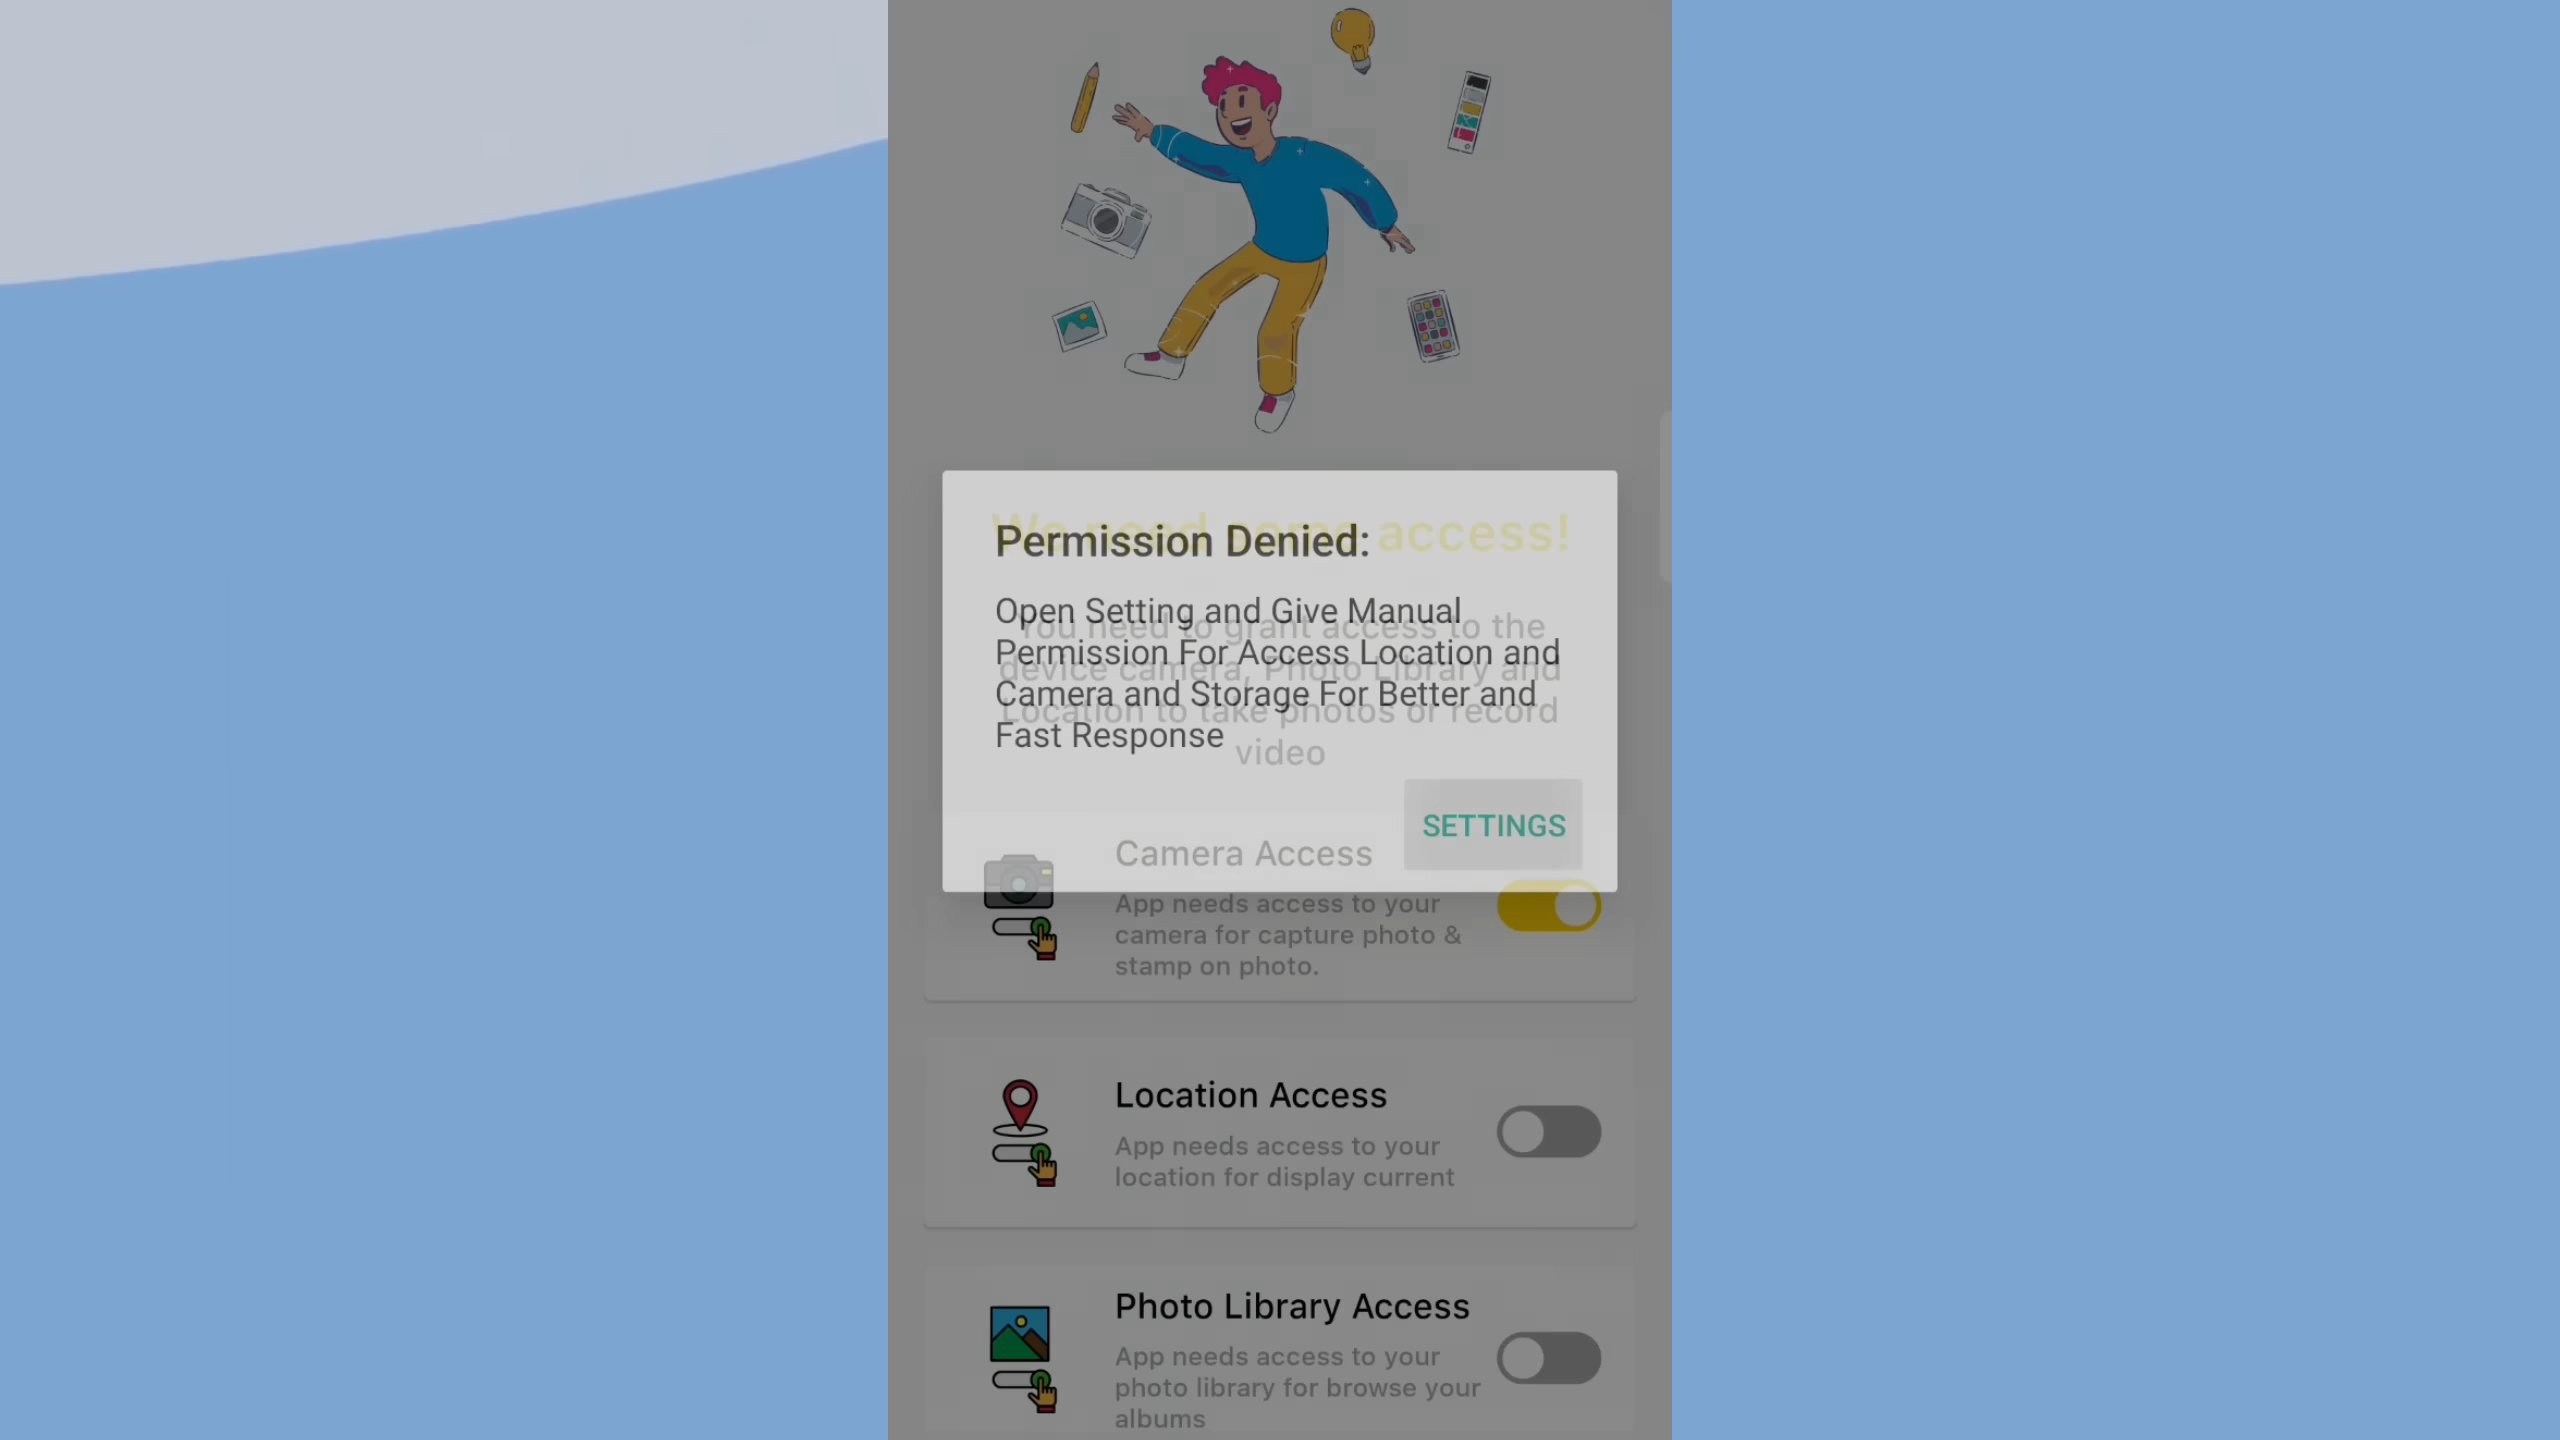 We need some access!
Permission Denied:
Open Setting and Give Manual
Permission For Access Location and
Camera and Storage For Better and
Fast Response
You need to grant access to the
device camera, Photo Library and
Location to take photos or record
video
SETTINGS
Camera Access
App needs access to your
camera for capture photo &
stamp on photo.
Location Access
App needs access to your
location for display current
Photo Library Access
App needs access to your
photo library for browse your
albums